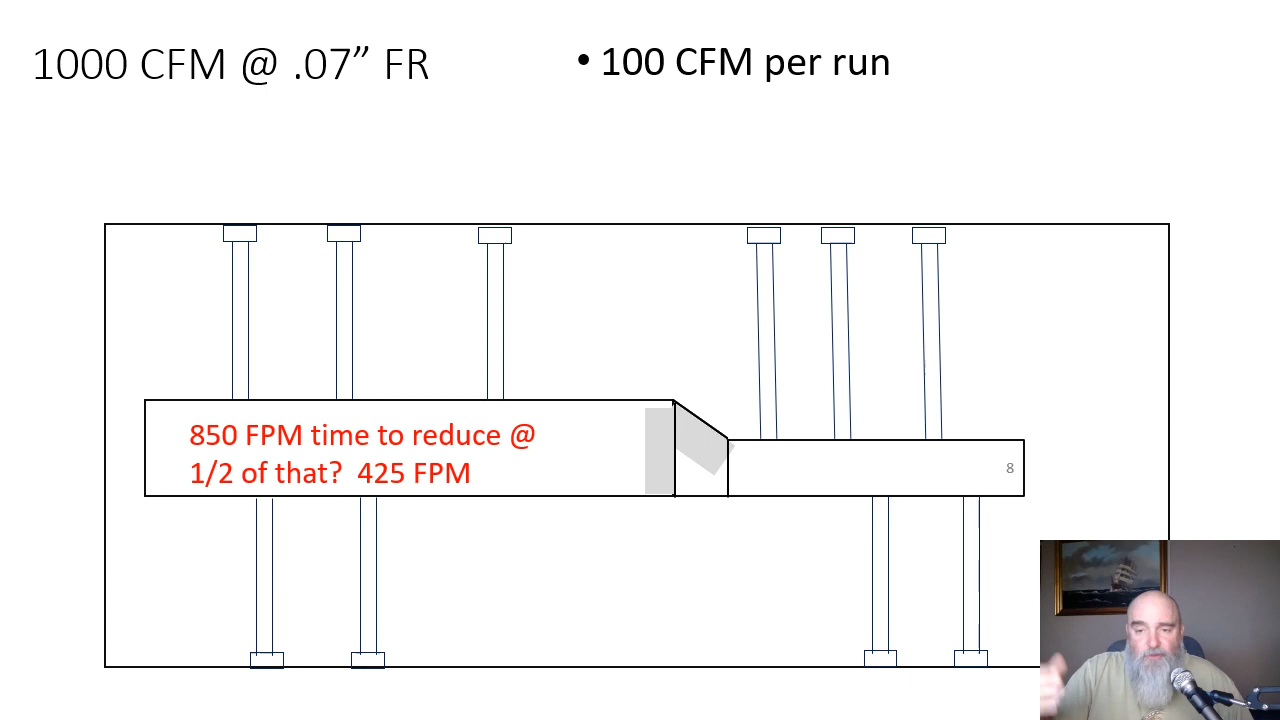 1000 CFM @ .07” FR
• 100 CFM per run
850 FPM time to reduce @
1/2 of that? 425 FPM
8